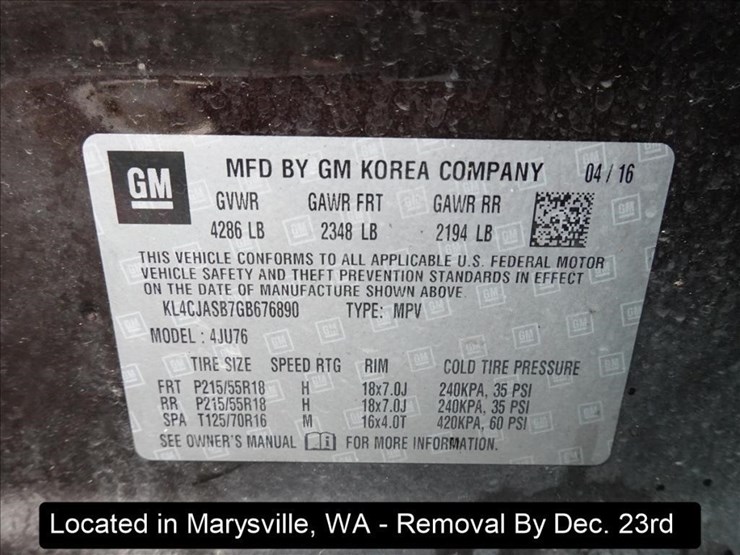 GM MFD BY GM KOREA COMPANY 04/16
GVWR GAWR FRT GAWR RR
4286 LB 2348 LB 2194 LB
THIS VEHICLE CONFORMS TO ALL APPLICABLE U.S. FEDERAL MOTOR
VEHICLE SAFETY AND THEFT PREVENTION STANDARDS IN EFFECT
ON THE DATE OF MANUFACTURE SHOWN ABOVE.
KL4CJASB7GB676890 TYPE: MPV
MODEL : 4JU76
TIRE SIZE SPEED RTG RIM COLD TIRE PRESSURE
FRT P215/55R18 H 18x7.0J 240KPA, 35 PSI
RR P215/55R18 H 18x7.0J 240KPA, 35 PSI
SPA T125/70R16 M 16x4.0T 420KPA, 60 PSI
SEE OWNER'S MANUAL i FOR MORE INFORMATION.
Located in Marysville, WA - Removal By Dec. 23rd